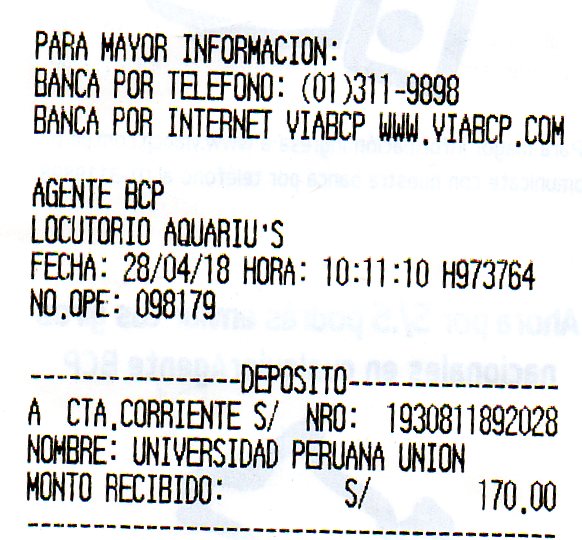 PARA MAYOR INFORMACION:
BANCA POR TELEFONO: (01)311-9898
BANCA POR INTERNET VIABCP WWW.VIABCP.COM
AGENTE BCP
LOCUTORIO AQUARIU'S
FECHA: 28/04/18 HORA: 10:11:10 H973764
NO.OPE: 098179
----------------DEPOSITO----------------
A CTA.CORRIENTE S/ NRO: 1930811892028
NOMBRE: UNIVERSIDAD PERUANA UNION
MONTO RECIBIDO: S/ 170.00
----------------------------------------